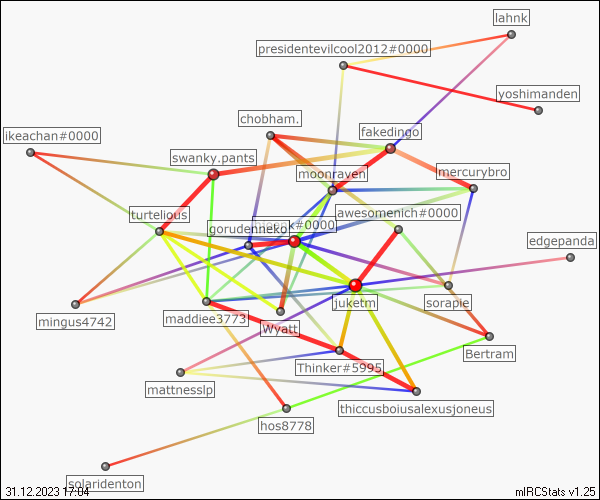 lahnk
presidentevilcool2012#0000
yoshimanden
chobham.
fakedingo
ikeachan#0000
swanky.pants
moonraven
mercurybro
turtelious
awesomenich#0000
gorudenneko
#0000
edgepanda
mingus4742
maddiee3773
juketm
sorapie
Wyatt
Bertram
Thinker#5995
mattnesslp
thiccusboiusalexusjoneus
hos8778
solaridenton
31.12.2023 17:04
mIRCStats v1.25